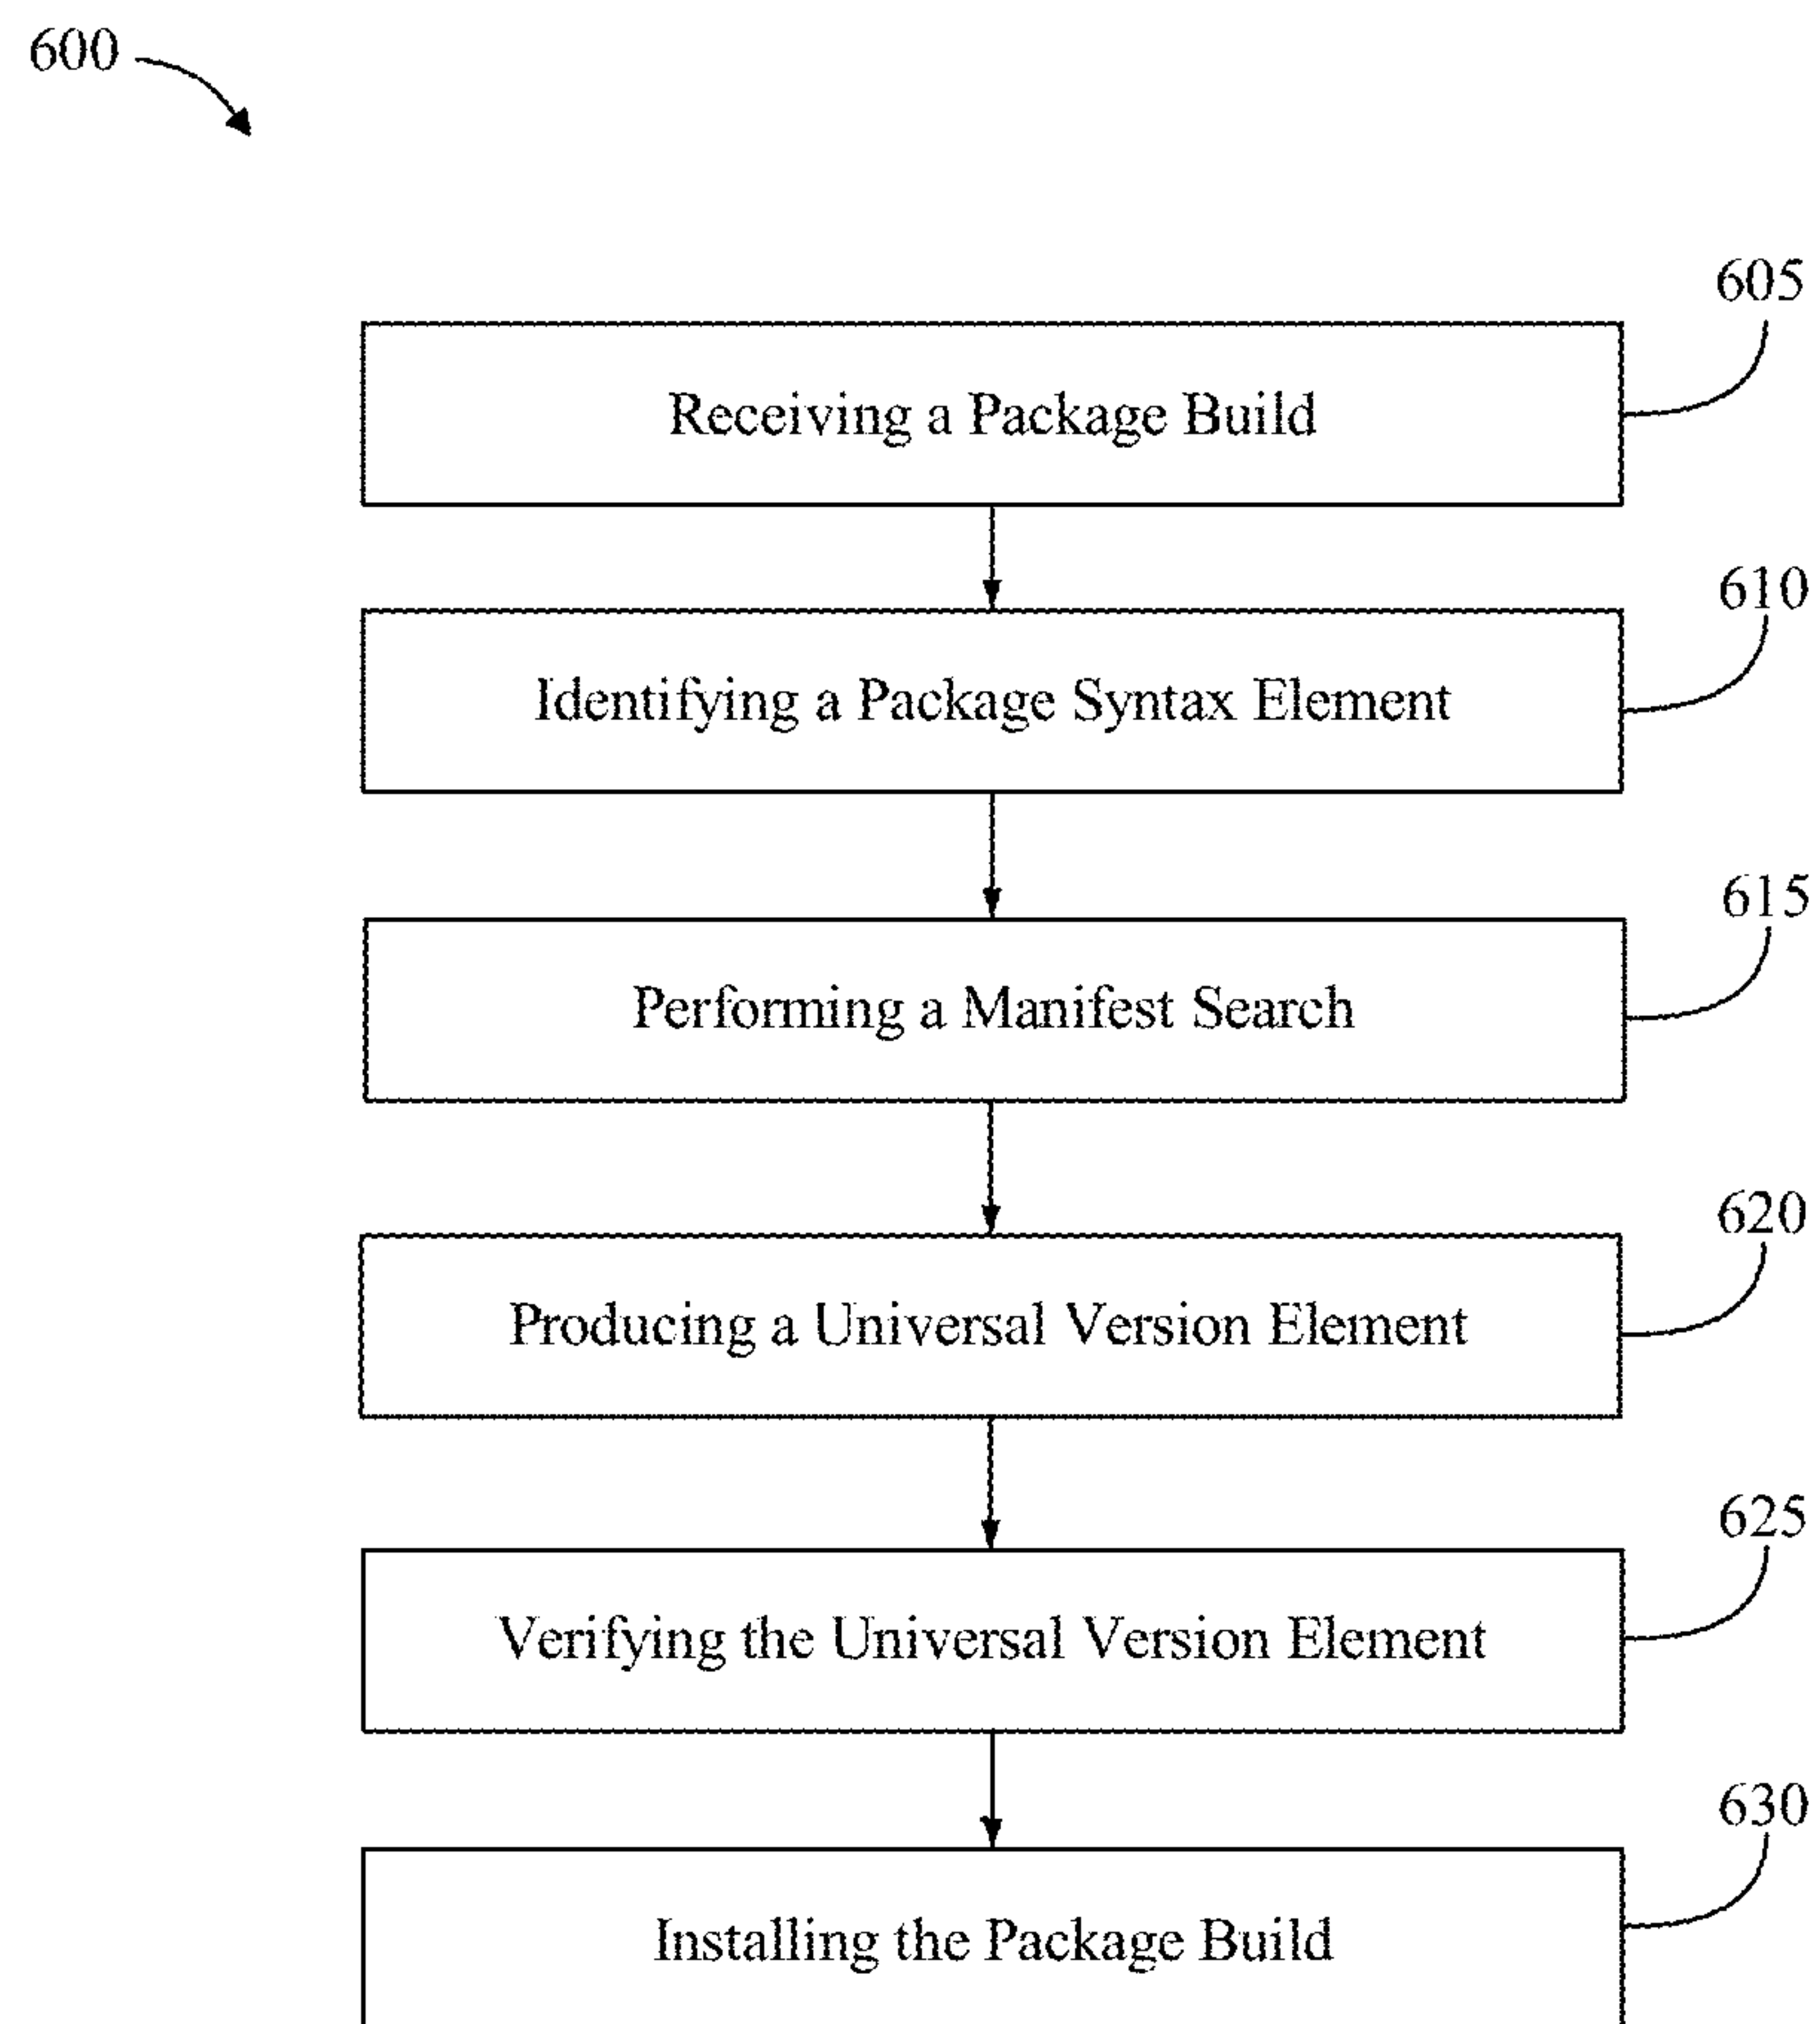 600
605
Receiving a Package Build
610
Identifying a Package Syntax Element
615
Performing a Manifest Search
620
Producing a Universal Version Element
625
Verifying the Universal Version Element
630
Installing the Package Build